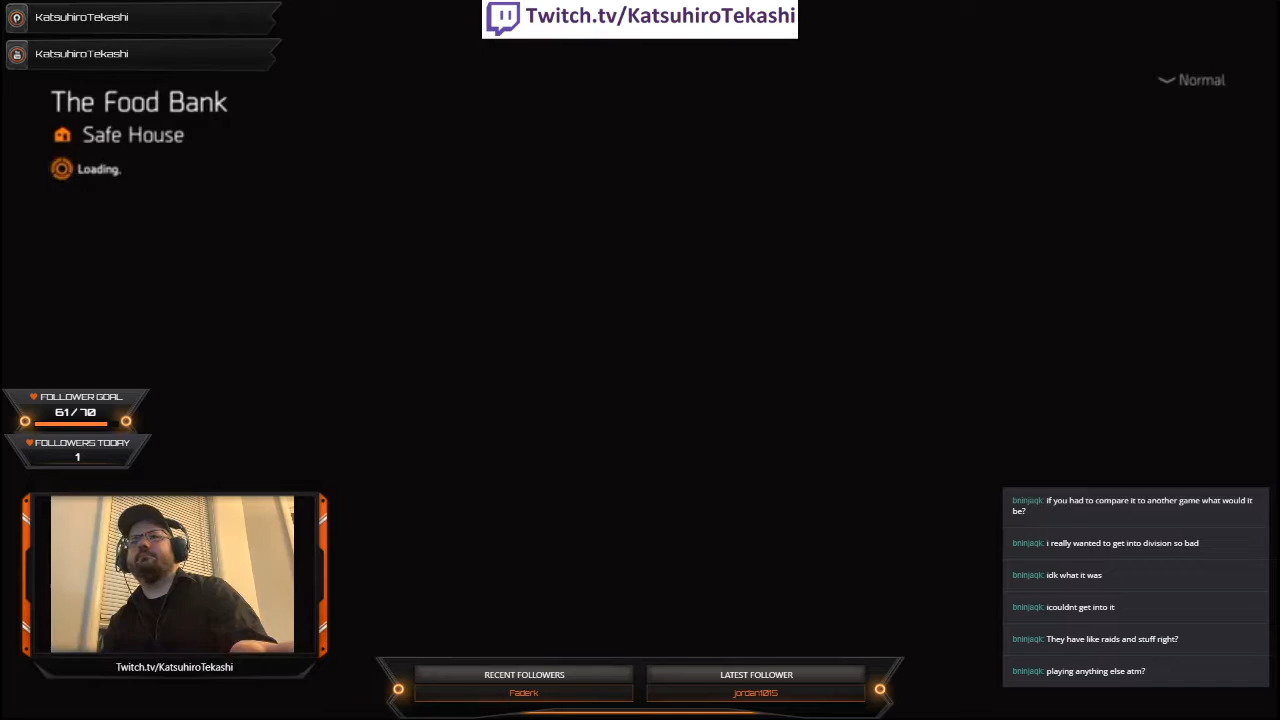 KatsuhiroTekashi
Twitch.tv/KatsuhiroTekashi
KatsuhiroTekashi
The Food Bank
Normal
Safe House
Loading.
FOLLOWER GOAL
61/70
FOLLOWERS TODAY
1
Twitch.tv/KatsuhiroTekashi
RECENT FOLLOWERS
Faderk
LATEST FOLLOWER
jordan1015
bninjaqk: if you had to compare it to another game what would it
be?
bninjaqk: i really wanted to get into division so bad
bninjaqk: idk what it was
bninjaqk: icouldnt get into it
bninjaqk: They have like raids and stuff right?
bninjaqk: playing anything else atm?